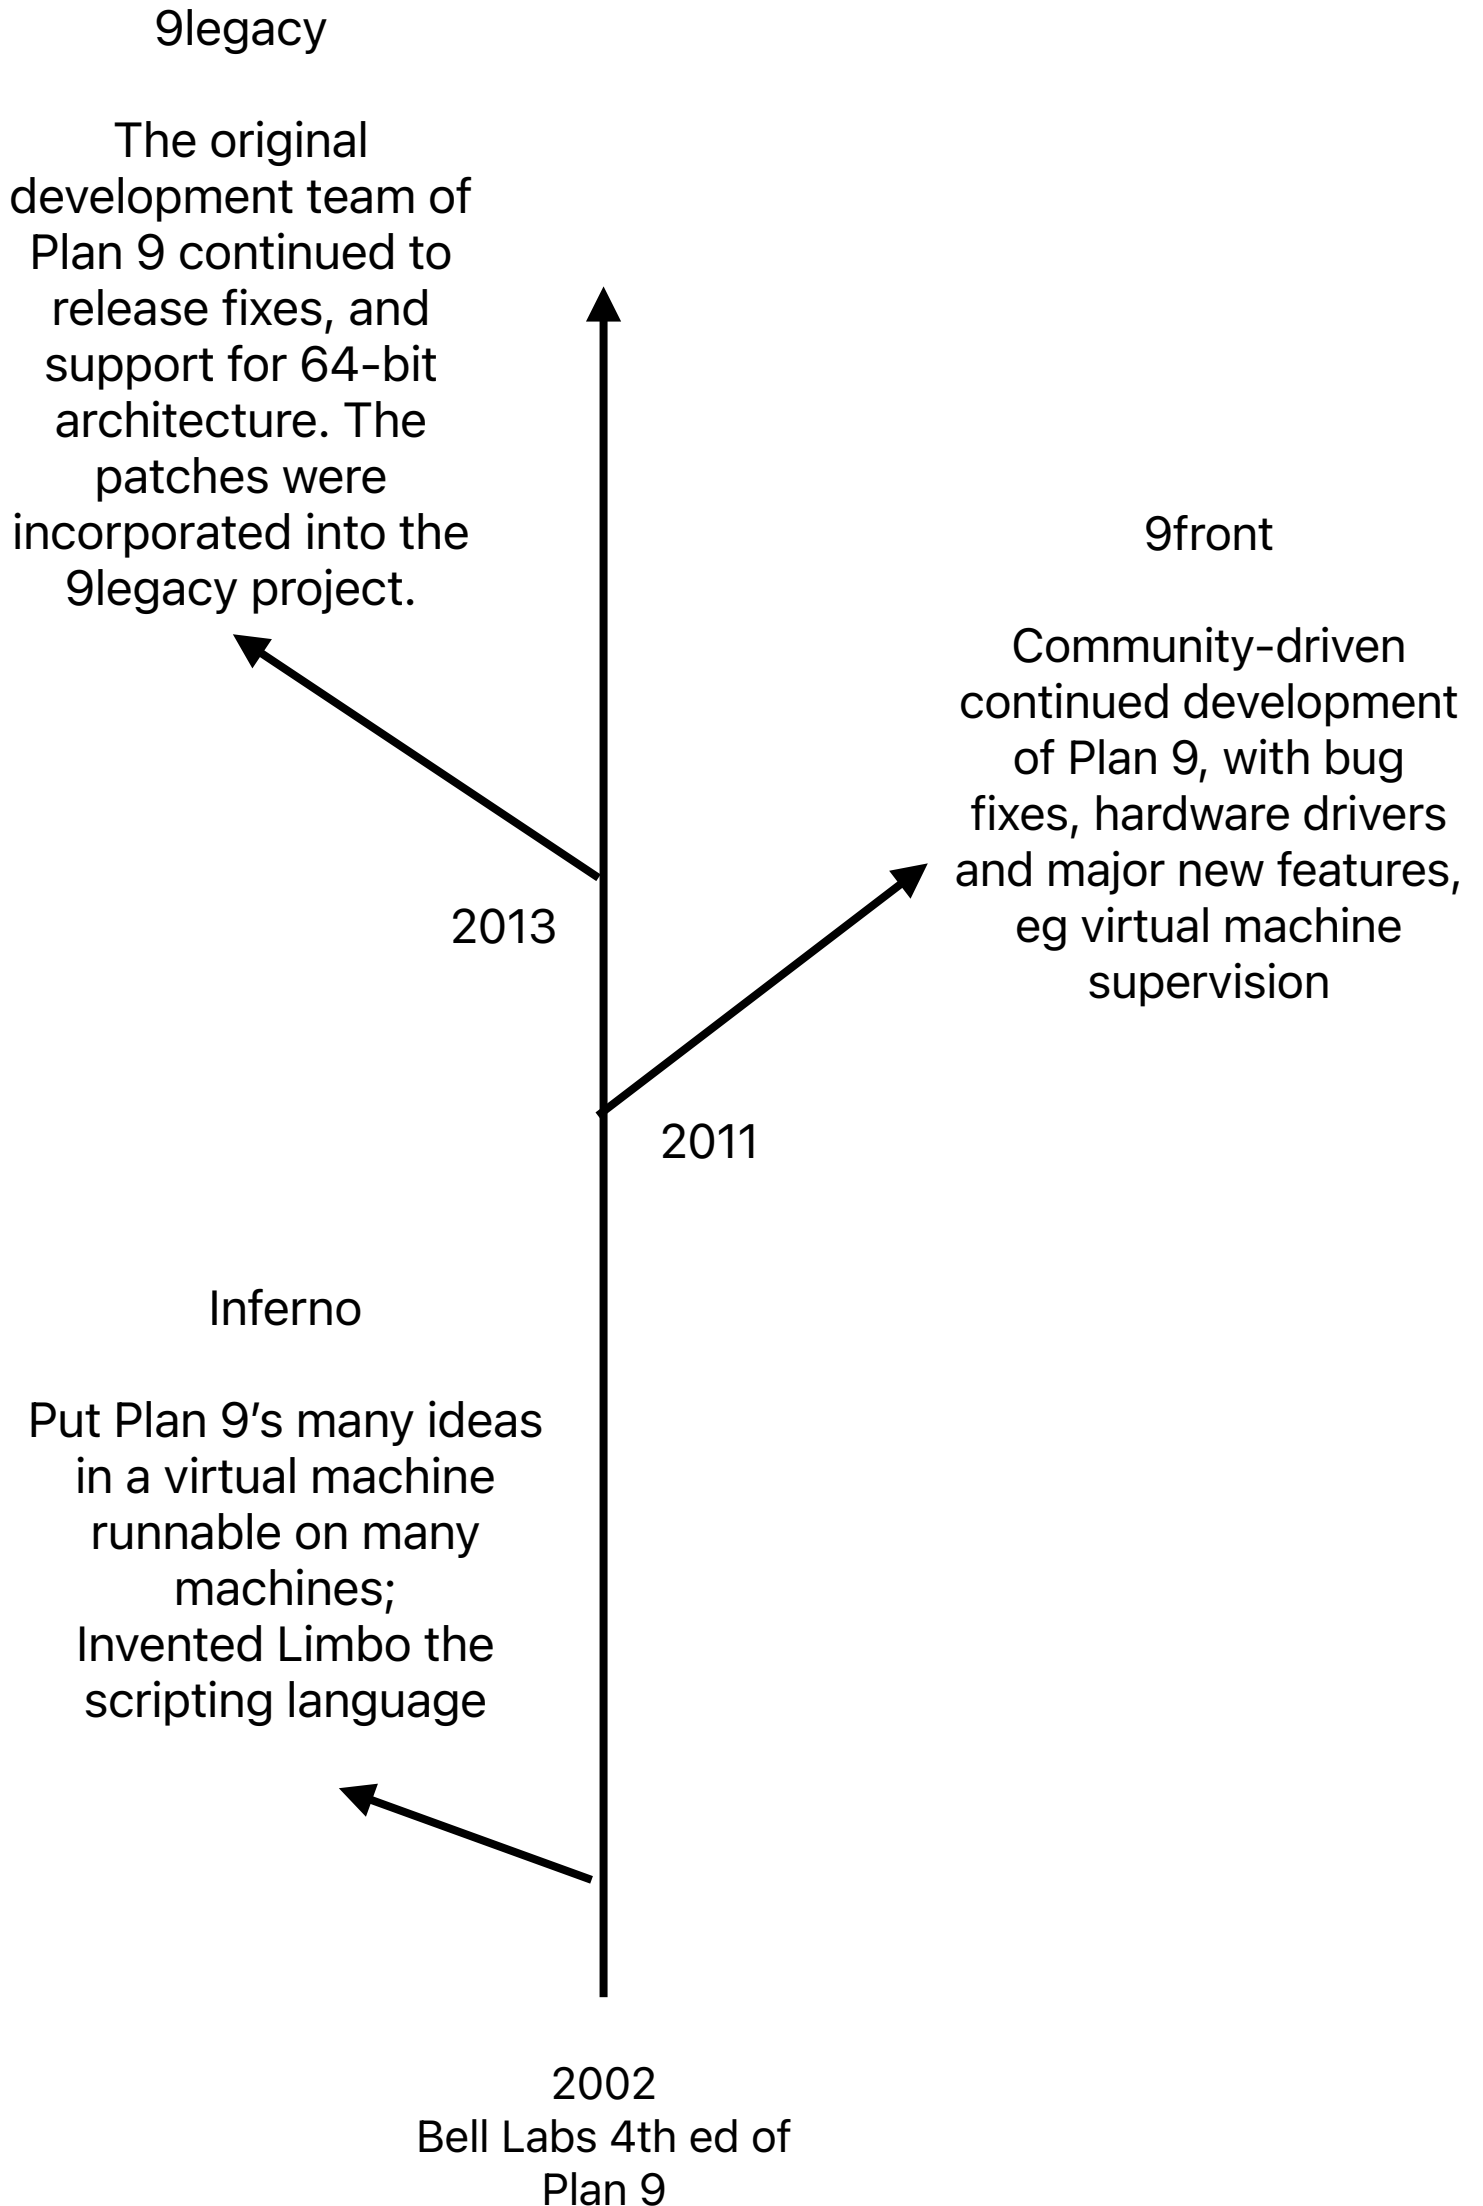 9legacy
The original
development team of
Plan 9 continued to
release fixes, and
support for 64-bit
architecture. The
patches were
incorporated into the
9legacy project.
9front
Community-driven
continued development
of Plan 9, with bug
fixes, hardware drivers
and major new features,
eg virtual machine
supervision
2013
2011
Inferno
Put Plan 9’s many ideas
in a virtual machine
runnable on many
machines;
Invented Limbo the
scripting language
2002
Bell Labs 4th ed of
Plan 9